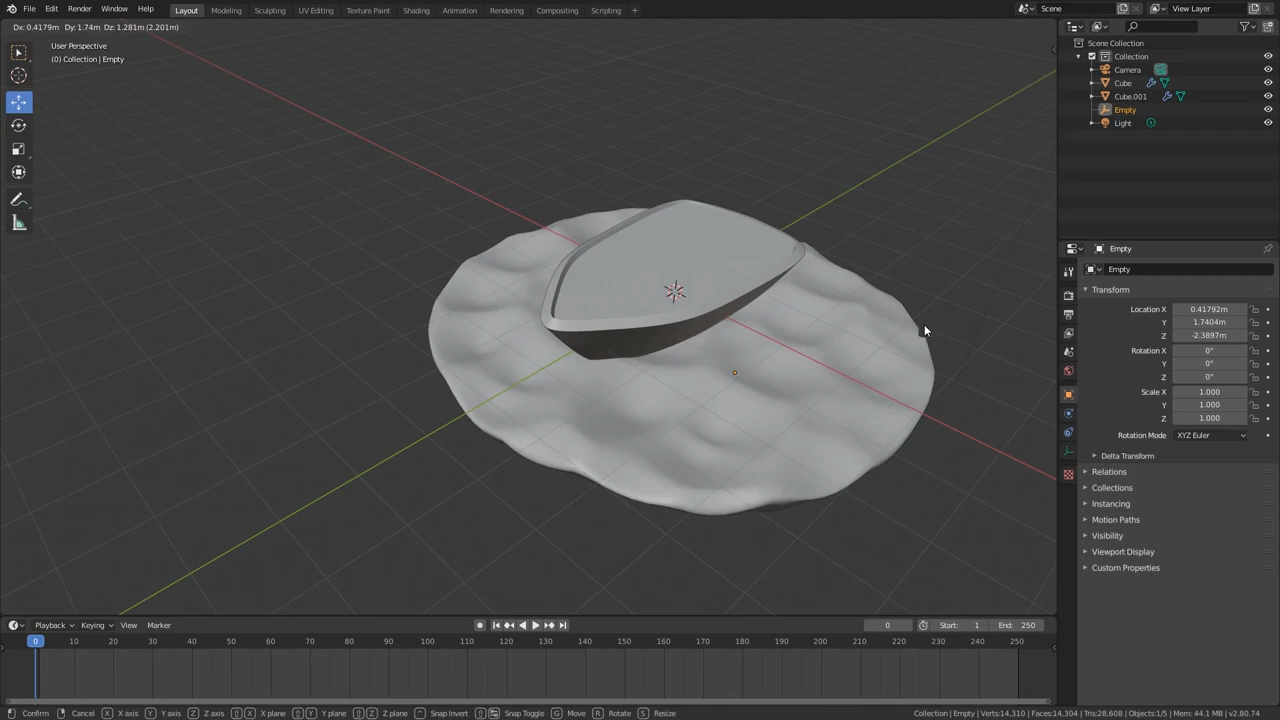 File Edit Render Window Help Layout Modeling Sculpting UV Editing Texture Paint Shading Animation Rendering Compositing Scripting + Scene View Layer
Dx: 0.4179m Dy: 1.74m Dz: 1.281m (2.201m)
User Perspective
(0) Collection | Empty
Scene Collection
Collection
Camera
Cube
Cube.001
Empty
Light
Empty
Empty
Transform
Location X 0.41792m
Y 1.7404m
Z -2.3897m
Rotation X 0°
Y 0°
Z 0°
Scale X 1.000
Y 1.000
Z 1.000
Rotation Mode XYZ Euler
Delta Transform
Relations
Collections
Instancing
Motion Paths
Visibility
Viewport Display
Custom Properties
Playback Keying View Marker 0 Start: 1 End: 250
0 10 20 30 40 50 60 70 80 90 100 110 120 130 140 150 160 170 180 190 200 210 220 230 240 250
Confirm Cancel X X axis Y Y axis Z Z axis X X plane Y Y plane Z Z plane Snap Invert Snap Toggle G Move R Rotate S Resize Collection | Empty | Verts:14,310 | Faces:14,304 | Tris:28,608 | Objects:1/5 | Mem: 44.1 MB | v2.80.74